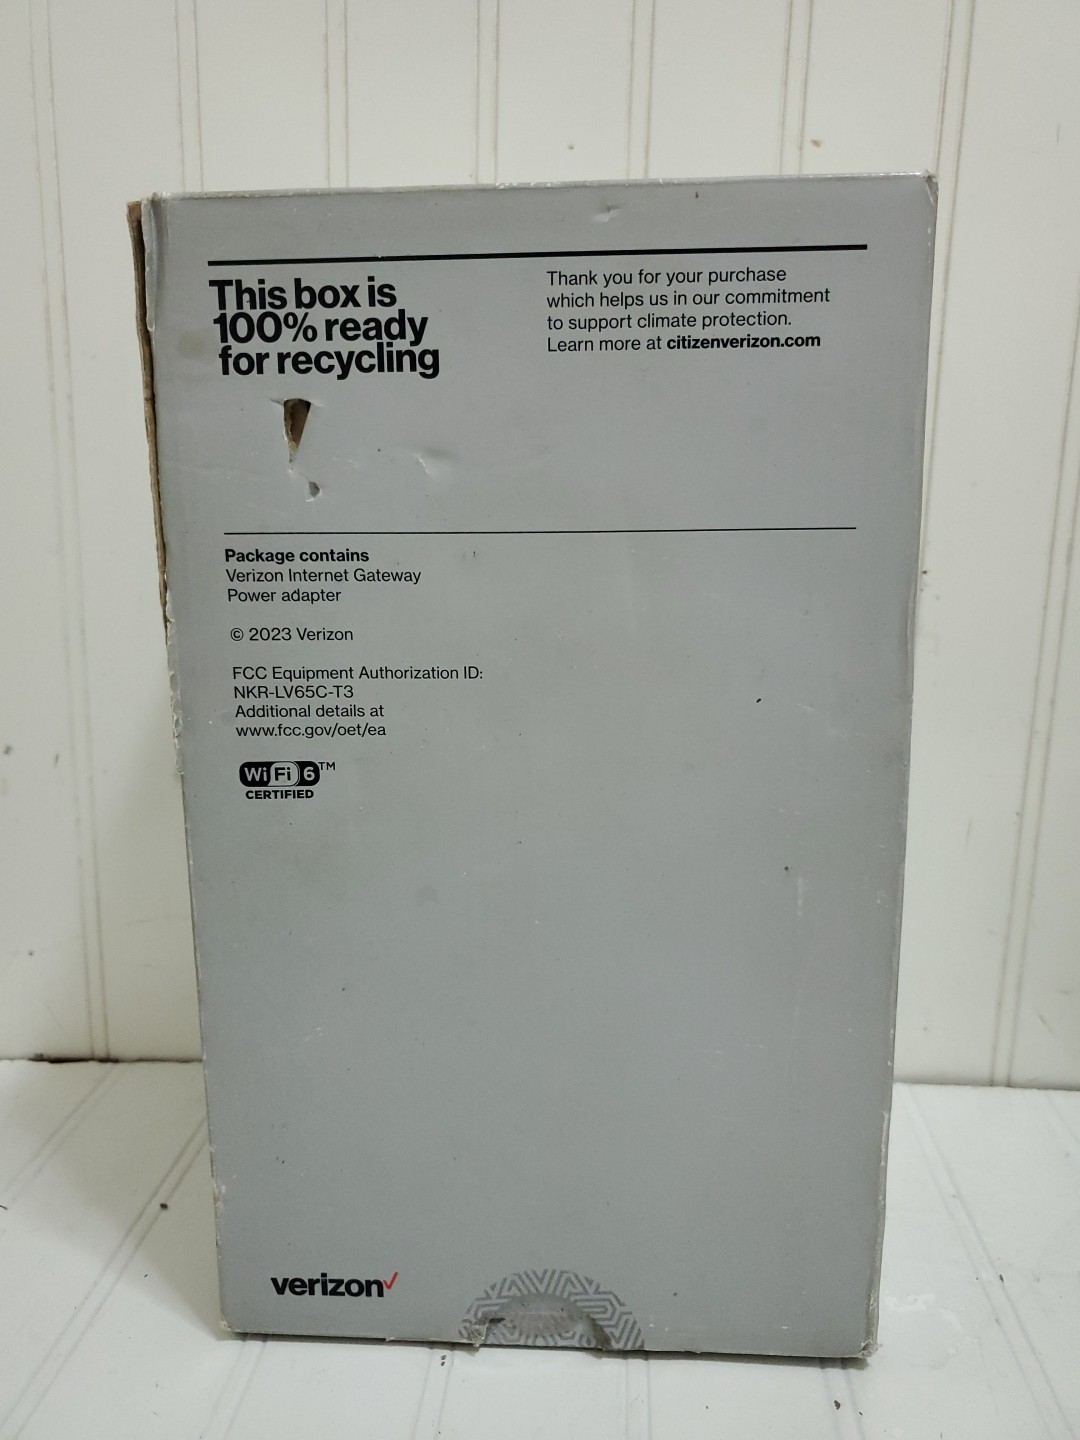 This box is
100% ready
for recycling
Thank you for your purchase
which helps us in our commitment
to support climate protection.
Learn more at citizenverizon.com
Package contains
Verizon Internet Gateway
Power adapter
© 2023 Verizon
FCC Equipment Authorization ID:
NKR-LV65C-T3
Additional details at
www.fcc.gov/oet/ea
Wi Fi 6™
CERTIFIED
verizon✓